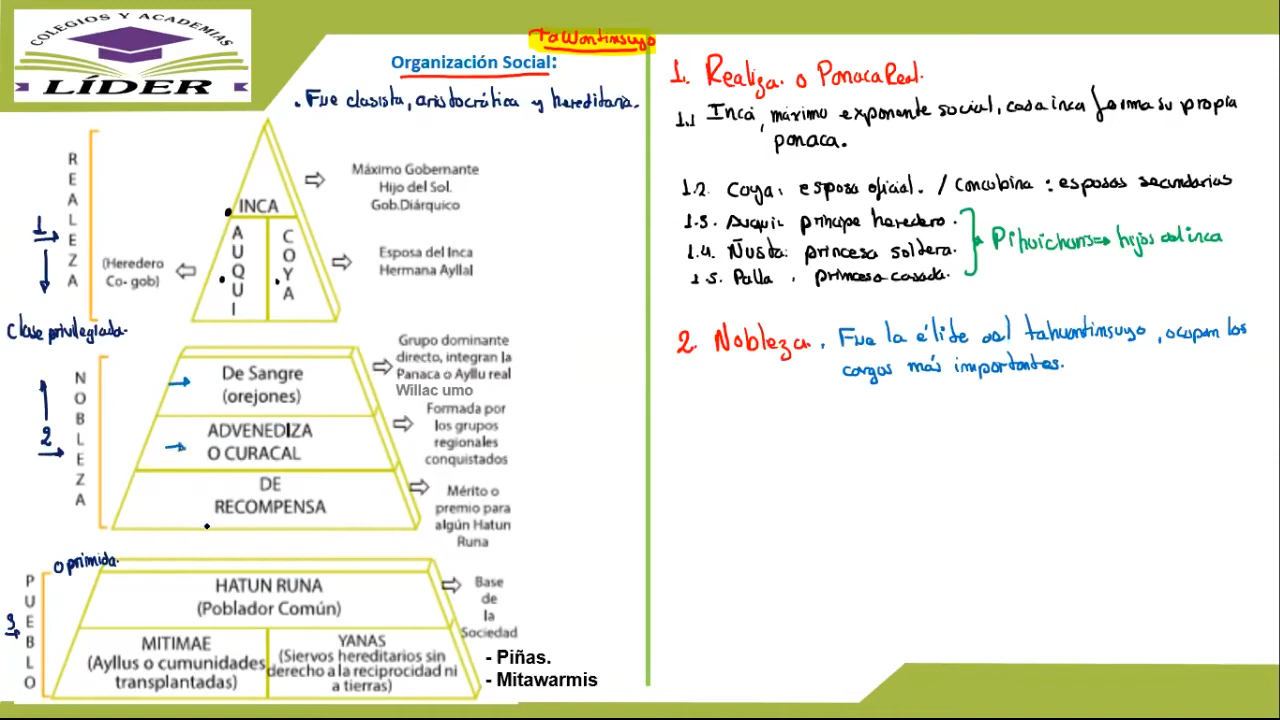 COLEGIOS Y ACADEMIAS
LÍDER
Tawantinsuyo
Organización Social:
. Fue clasista, aristocrática y hereditaria.
REALEZA
1
Clase privilegiada.
INCA
AUQUI
COYA
Máximo Gobernante
Hijo del Sol.
Gob.Diárquico
(Heredero
Co- gob)
Esposa del Inca
Hermana Ayllal
NOBLEZA
2
De Sangre
(orejones)
Grupo dominante
directo, integran la
Panaca o Ayllu real
Willac umo
ADVENEDIZA
O CURACAL
Formada por
los grupos
regionales
conquistados
DE
RECOMPENSA
Mérito o
premio para
algún Hatun
Runa
oprimida.
PUEBLO
3
HATUN RUNA
(Poblador Común)
Base
de
la
Sociedad
MITIMAE
(Ayllus o cumunidades
transplantadas)
YANAS
(Siervos hereditarios sin
derecho a la reciprocidad ni
a tierras)
- Piñas.
- Mitawarmis
1. Realiza o Panaca Real.
1.1 Inca, máximo exponente social, cada inca forma su propia
panaca.
1.2. Coya: esposa oficial. / Concubina: esposas secundarias
1.3. Auqui: príncipe heredero.
1.4. Ñusta: princesa soltera.
1.5. Palla, princesa casada.
Pihuichuris → hijos del inca
2. Nobleza. Fue la élite del tahuantinsuyo, ocupan los
cargos más importantes.